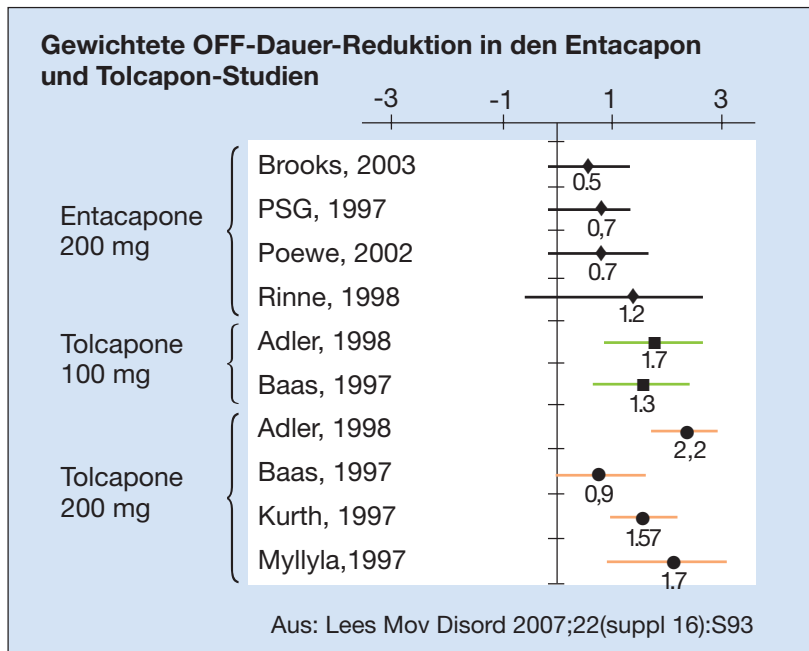 Gewichtete OFF-Dauer-Reduktion in den Entacapon
und Tolcapon-Studien
-3 -1 1 3
Entacapone
200 mg
Brooks, 2003
0.5
PSG, 1997
0,7
Poewe, 2002
0.7
Rinne, 1998
1.2
Tolcapone
100 mg
Adler, 1998
1.7
Baas, 1997
1.3
Tolcapone
200 mg
Adler, 1998
2,2
Baas, 1997
0,9
Kurth, 1997
1.57
Myllyla,1997
1.7
Aus: Lees Mov Disord 2007;22(suppl 16):S93